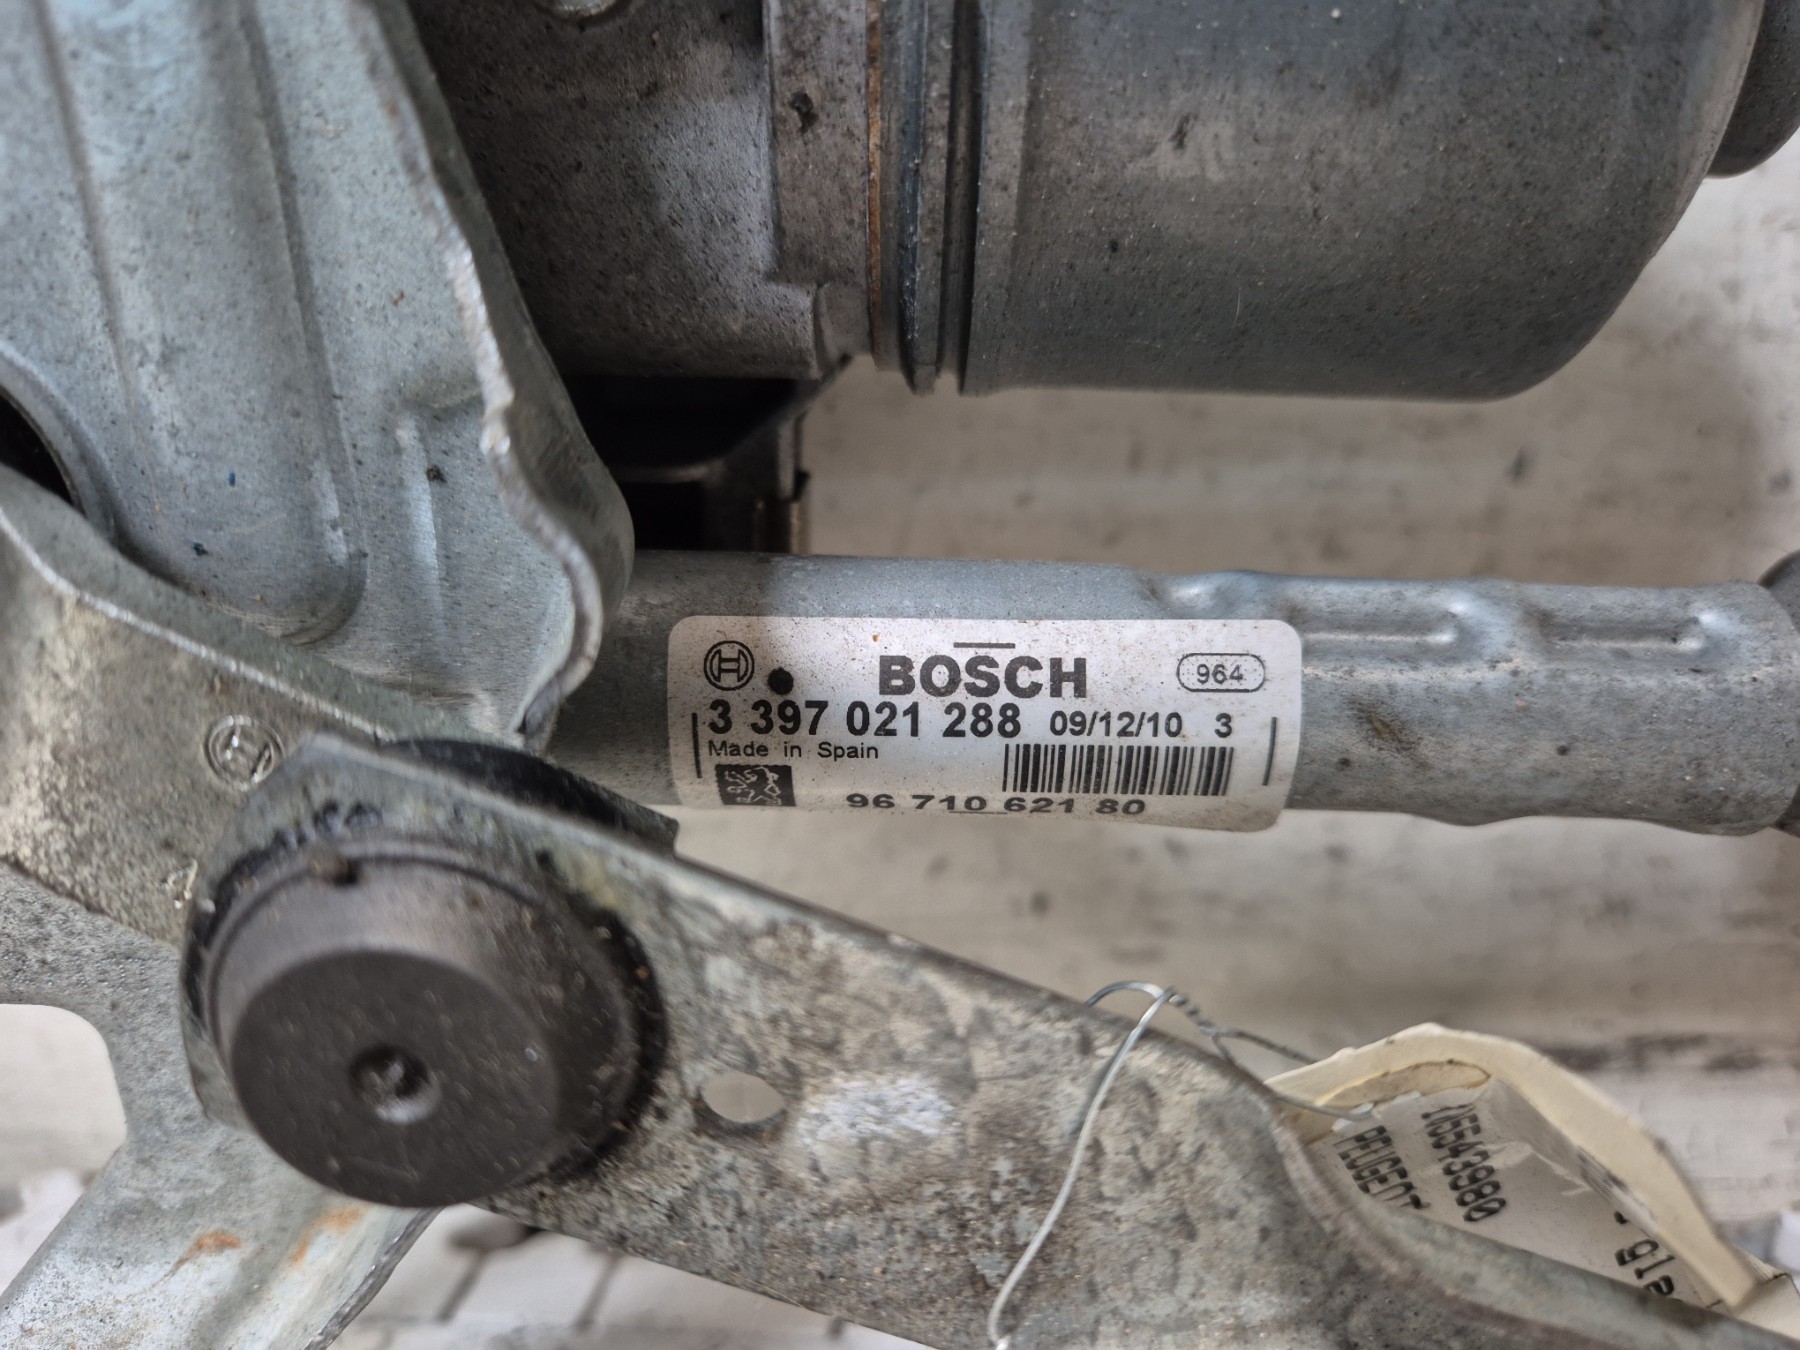 BOSCH 964
3 397 021 288 09/12/10 3
Made in Spain
96 710 621 80
PEUGEOT